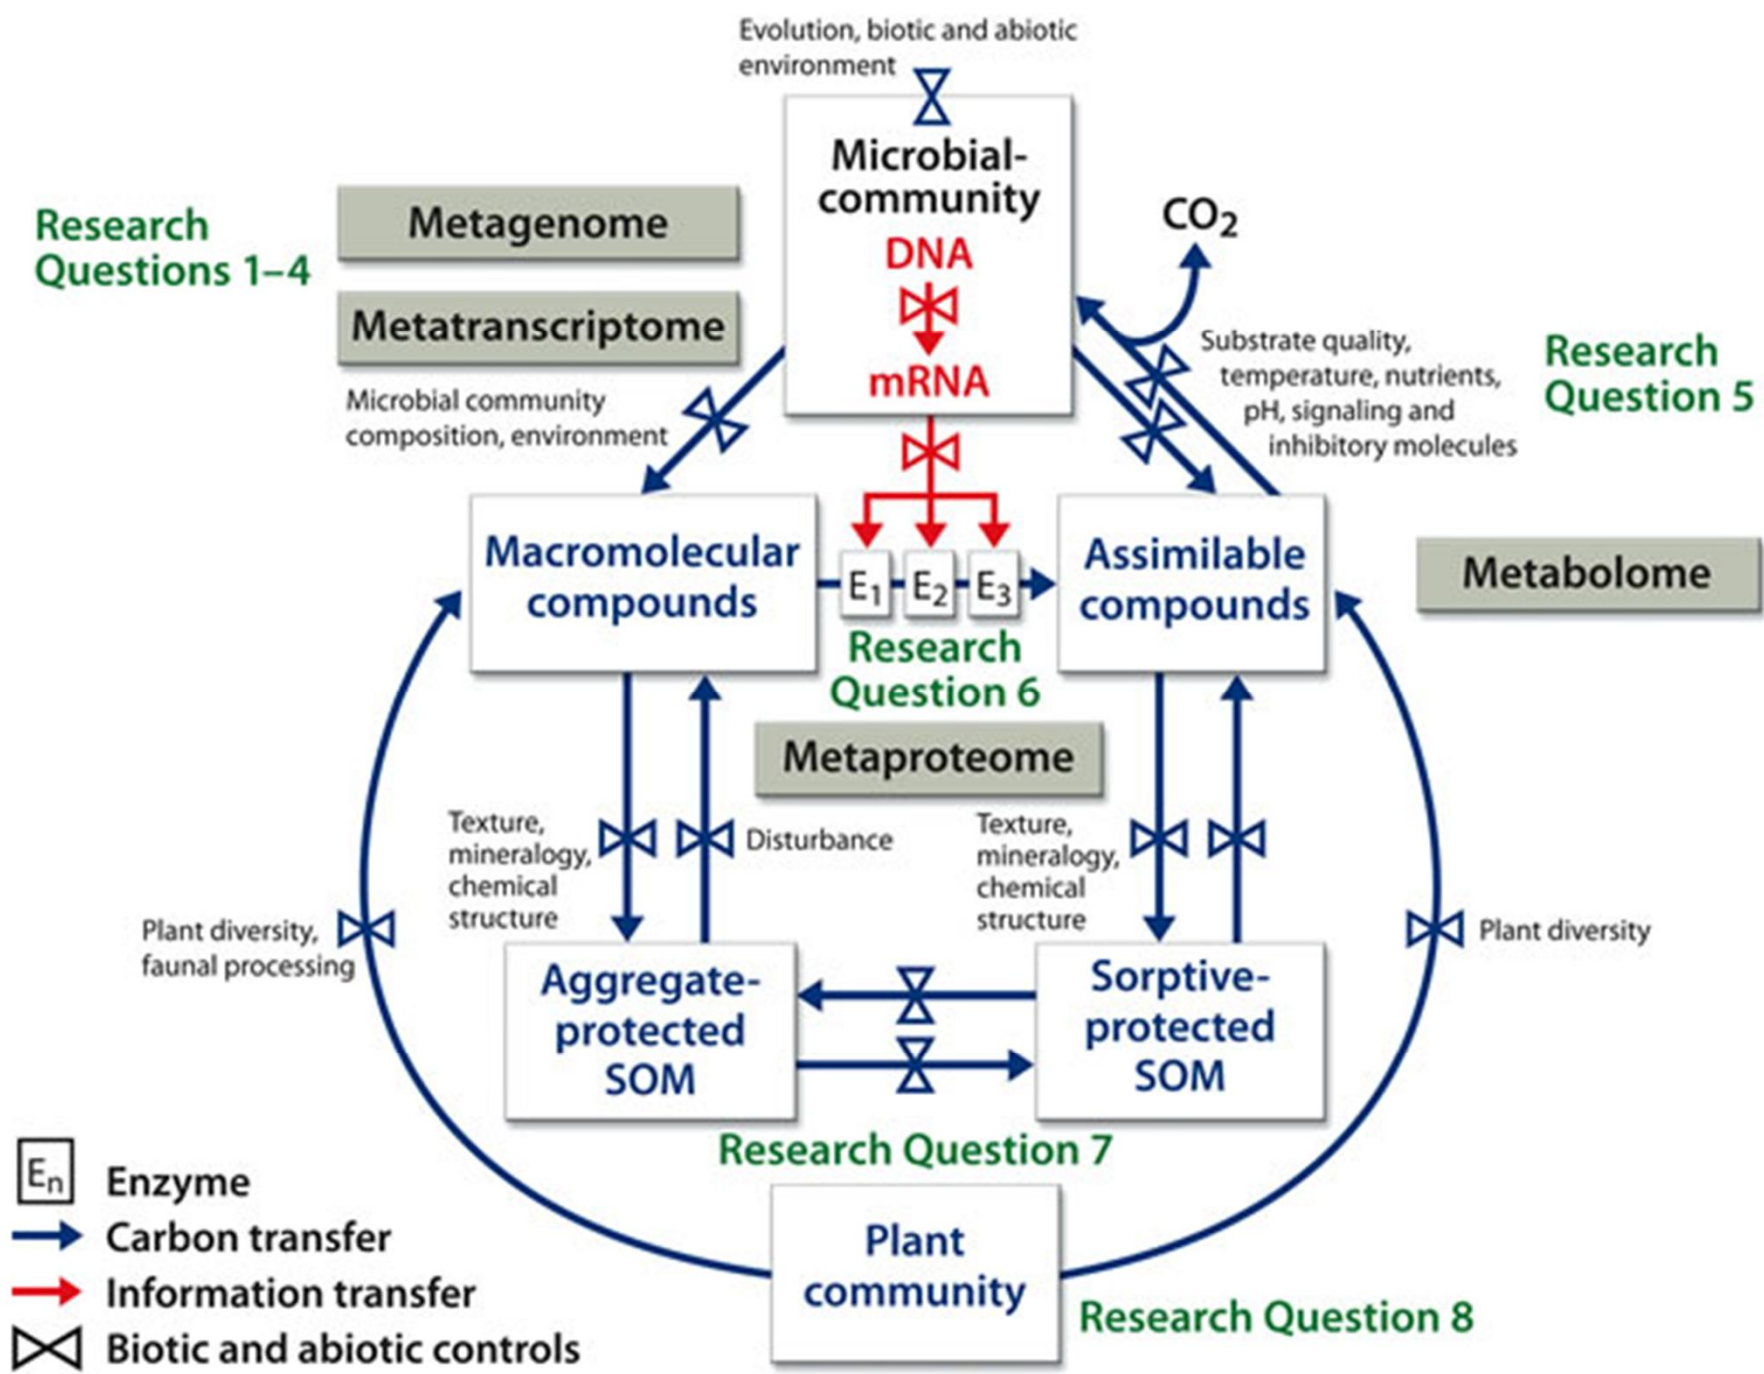 Evolution, biotic and abiotic
environment
Microbial-
community
DNA
mRNA
CO2
Research
Questions 1–4
Metagenome
Metatranscriptome
Microbial community
composition, environment
Substrate quality,
temperature, nutrients,
pH, signaling and
inhibitory molecules
Research
Question 5
Macromolecular
compounds
E1
E2
E3
Assimilable
compounds
Metabolome
Research
Question 6
Metaproteome
Texture,
mineralogy,
chemical
structure
Disturbance
Texture,
mineralogy,
chemical
structure
Plant diversity,
faunal processing
Plant diversity
Aggregate-
protected
SOM
Sorptive-
protected
SOM
Research Question 7
Plant
community
Research Question 8
En
Enzyme
Carbon transfer
Information transfer
Biotic and abiotic controls